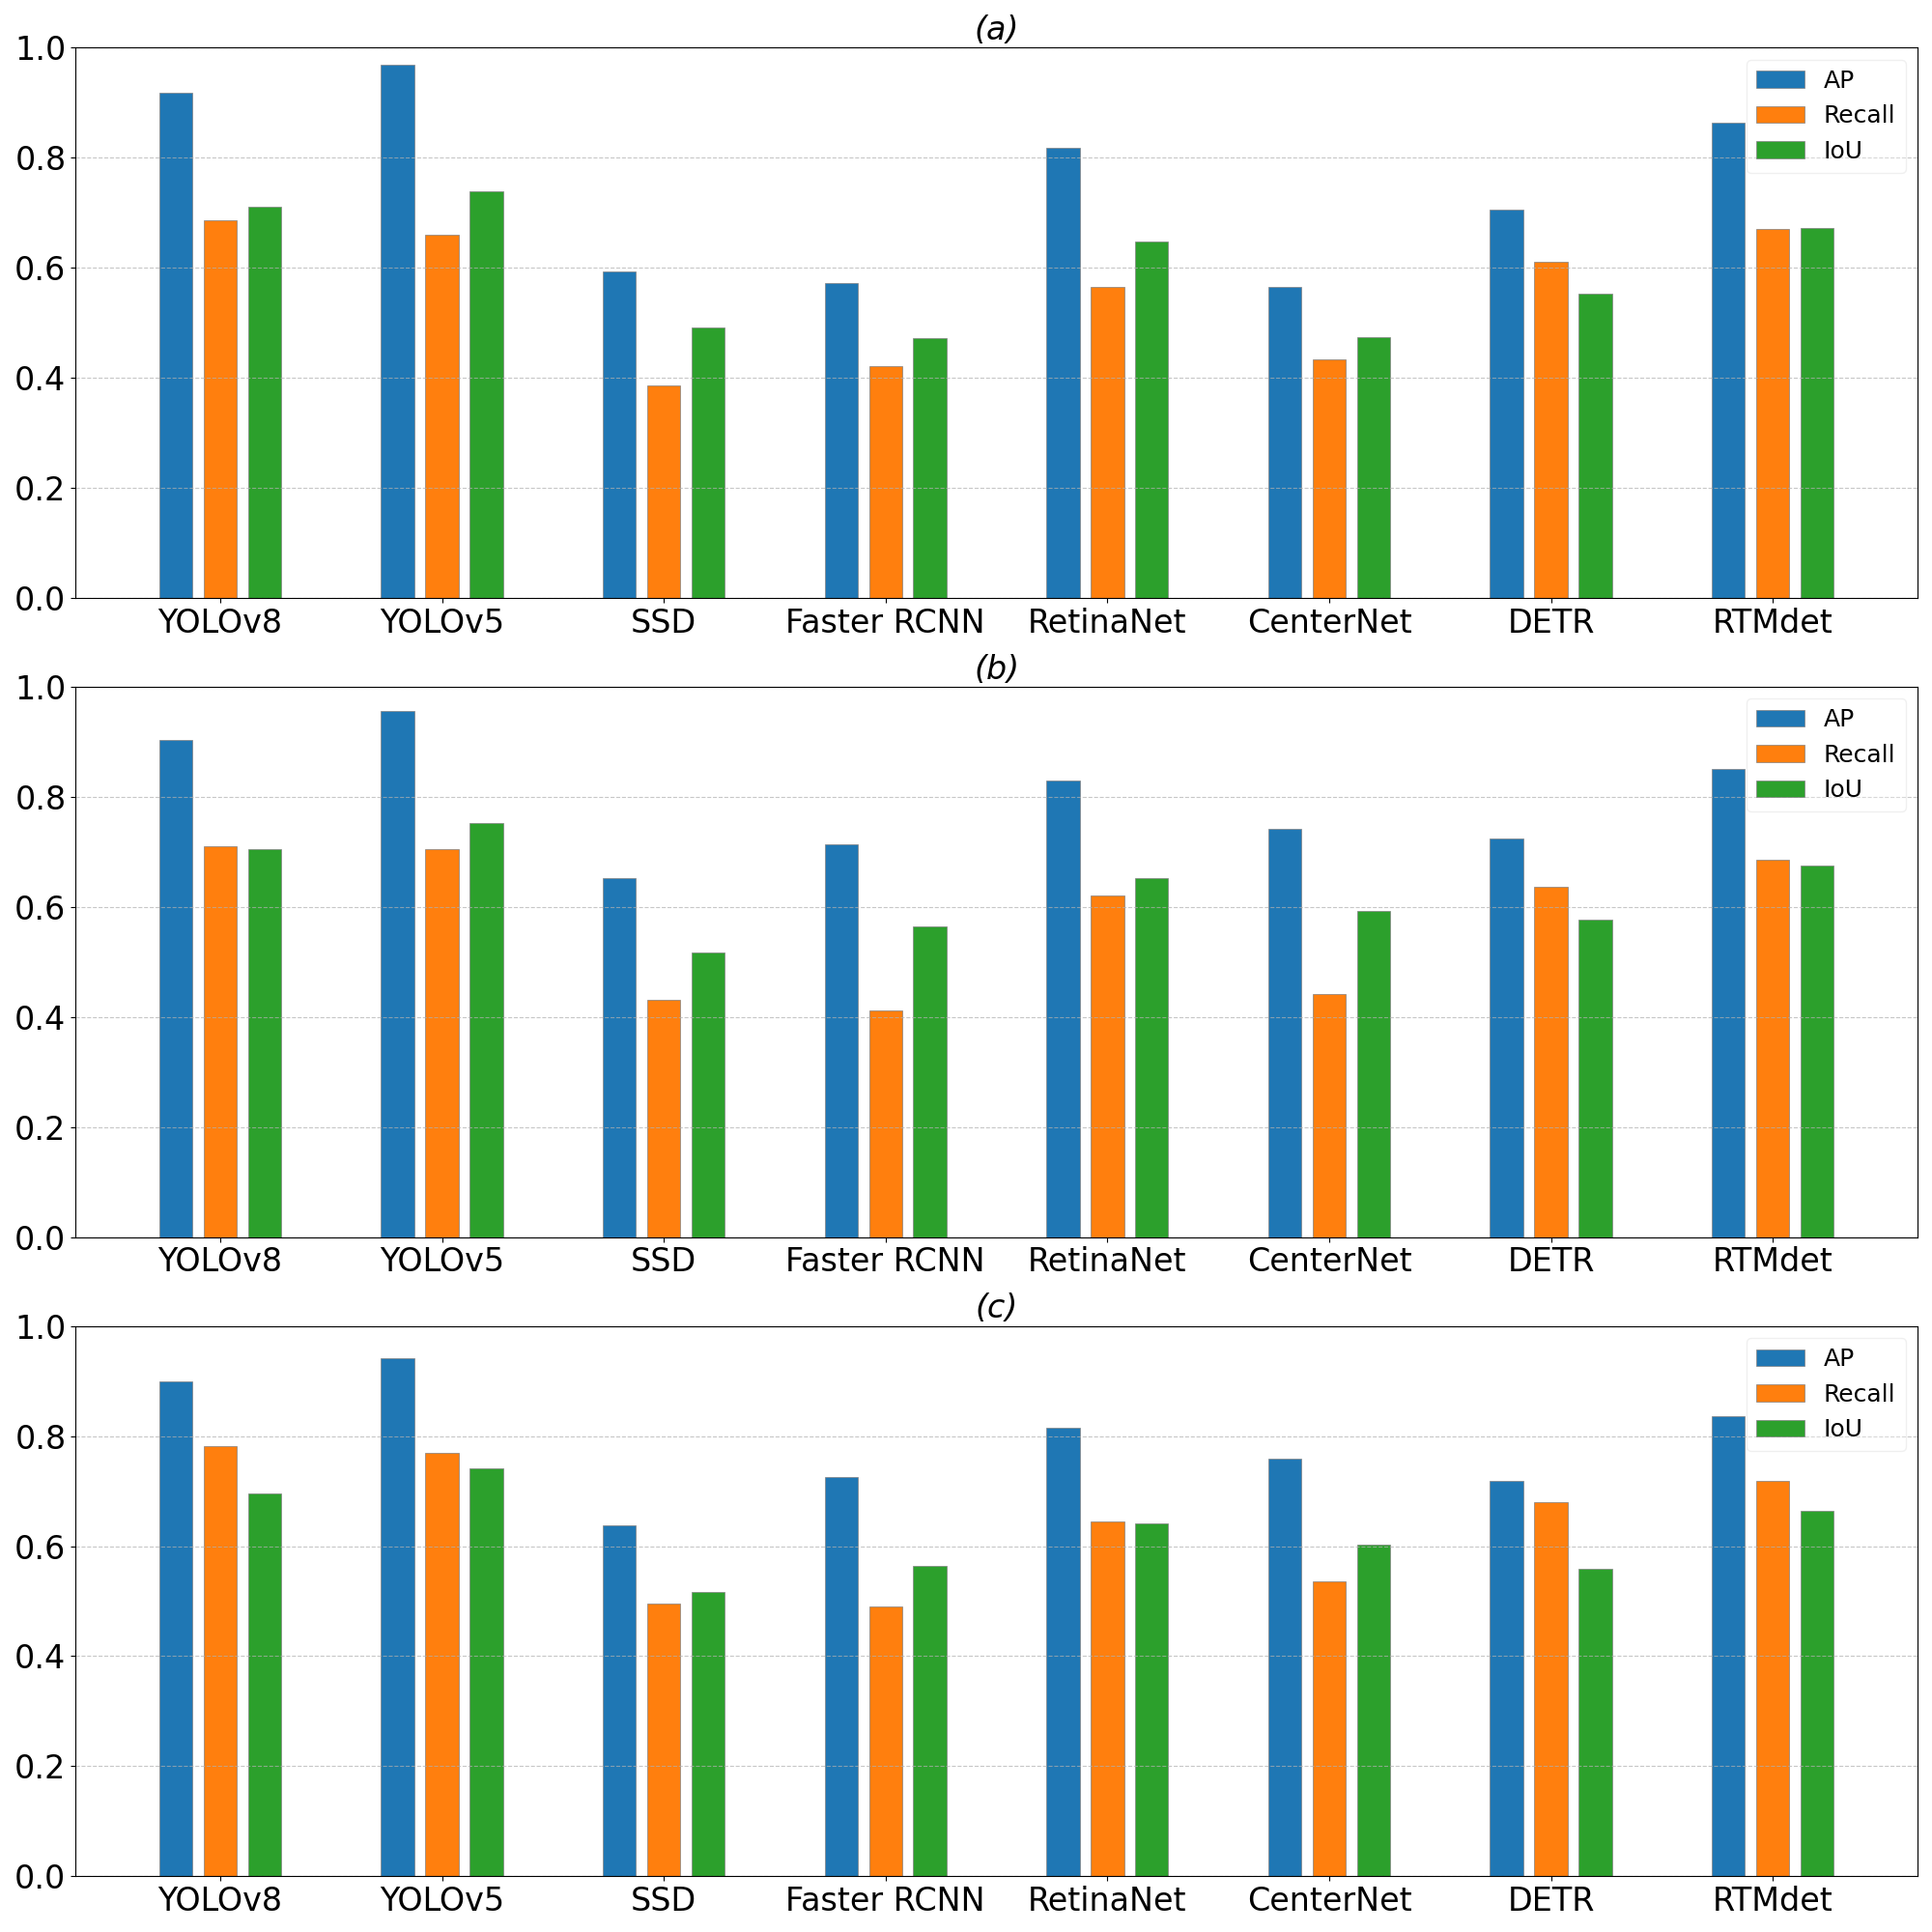 (a)
1.0
0.8
0.6
0.4
0.2
0.0
AP
Recall
IoU
YOLOv8 YOLOv5 SSD Faster RCNN RetinaNet CenterNet DETR RTMdet
(b)
1.0
0.8
0.6
0.4
0.2
0.0
AP
Recall
IoU
YOLOv8 YOLOv5 SSD Faster RCNN RetinaNet CenterNet DETR RTMdet
(c)
1.0
0.8
0.6
0.4
0.2
0.0
AP
Recall
IoU
YOLOv8 YOLOv5 SSD Faster RCNN RetinaNet CenterNet DETR RTMdet